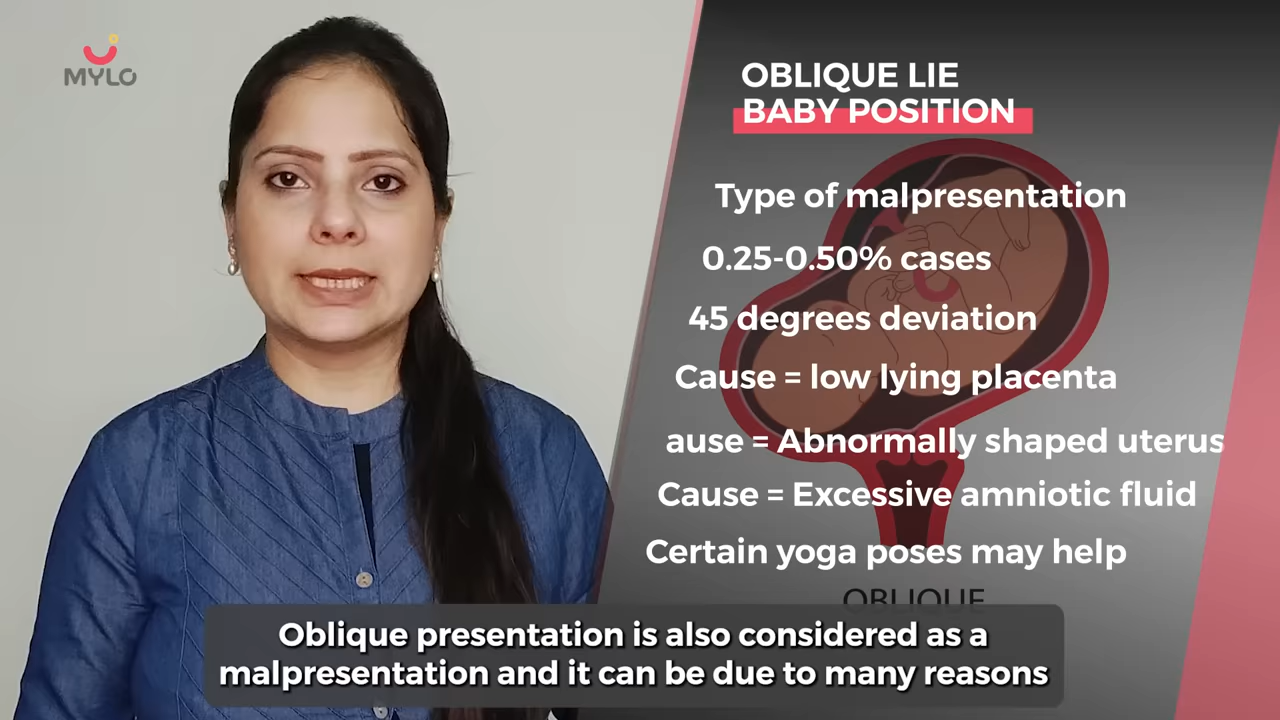 MYLO
OBLIQUE LIE
BABY POSITION
Type of malpresentation
0.25-0.50% cases
45 degrees deviation
Cause = low lying placenta
ause = Abnormally shaped uterus
Cause = Excessive amniotic fluid
Certain yoga poses may help
OBLIQUE
Oblique presentation is also considered as a
malpresentation and it can be due to many reasons